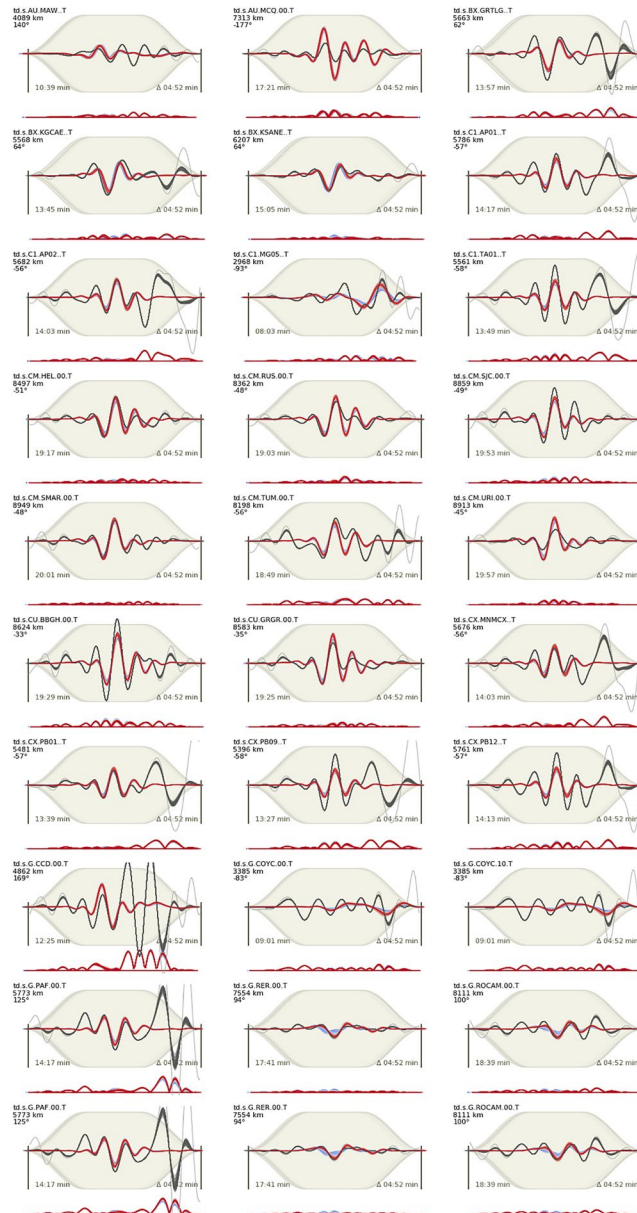 td.s.AU.MAW..T
4089 km
140°
10:39 min
Δ 04:52 min
td.s.AU.MCQ.00.T
7313 km
-177°
17:21 min
Δ 04:52 min
td.s.BX.GRTLG..T
5663 km
62°
13:57 min
Δ 04:52 min
td.s.BX.KGCAE..T
5568 km
64°
13:45 min
Δ 04:52 min
td.s.BX.KSANE..T
6207 km
64°
15:05 min
Δ 04:52 min
td.s.C1.AP01..T
5786 km
-57°
14:17 min
Δ 04:52 min
td.s.C1.AP02..T
5682 km
-56°
14:03 min
Δ 04:52 min
td.s.C1.MG05..T
2968 km
-93°
08:03 min
Δ 04:52 min
td.s.C1.TA01..T
5561 km
-58°
13:49 min
Δ 04:52 min
td.s.CM.HEL.00.T
8497 km
-51°
19:17 min
Δ 04:52 min
td.s.CM.RUS.00.T
8362 km
-48°
19:03 min
Δ 04:52 min
td.s.CM.SJC.00.T
8859 km
-49°
19:53 min
Δ 04:52 min
td.s.CM.SMAR.00.T
8949 km
-48°
20:01 min
Δ 04:52 min
td.s.CM.TUM.00.T
8198 km
-56°
18:49 min
Δ 04:52 min
td.s.CM.URI.00.T
8913 km
-45°
19:57 min
Δ 04:52 min
td.s.CU.BBGH.00.T
8624 km
-33°
19:29 min
Δ 04:52 min
td.s.CU.GRGR.00.T
8583 km
-35°
19:25 min
Δ 04:52 min
td.s.CX.MNMCX..T
5676 km
-56°
14:03 min
Δ 04:52 min
td.s.CX.PB01..T
5481 km
-57°
13:39 min
Δ 04:52 min
td.s.CX.PB09..T
5396 km
-58°
13:27 min
Δ 04:52 min
td.s.CX.PB12..T
5761 km
-57°
14:13 min
Δ 04:52 min
td.s.G.CCD.00.T
4862 km
169°
12:25 min
Δ 04:52 min
td.s.G.COYC.00.T
3385 km
-83°
09:01 min
Δ 04:52 min
td.s.G.COYC.10.T
3385 km
-83°
09:01 min
Δ 04:52 min
td.s.G.PAF.00.T
5773 km
125°
14:17 min
Δ 04:52 min
td.s.G.RER.00.T
7554 km
94°
17:41 min
Δ 04:52 min
td.s.G.ROCAM.00.T
8111 km
100°
18:39 min
Δ 04:52 min
td.s.G.PAF.00.T
5773 km
125°
14:17 min
Δ 04:52 min
td.s.G.RER.00.T
7554 km
94°
17:41 min
Δ 04:52 min
td.s.G.ROCAM.00.T
8111 km
100°
18:39 min
Δ 04:52 min